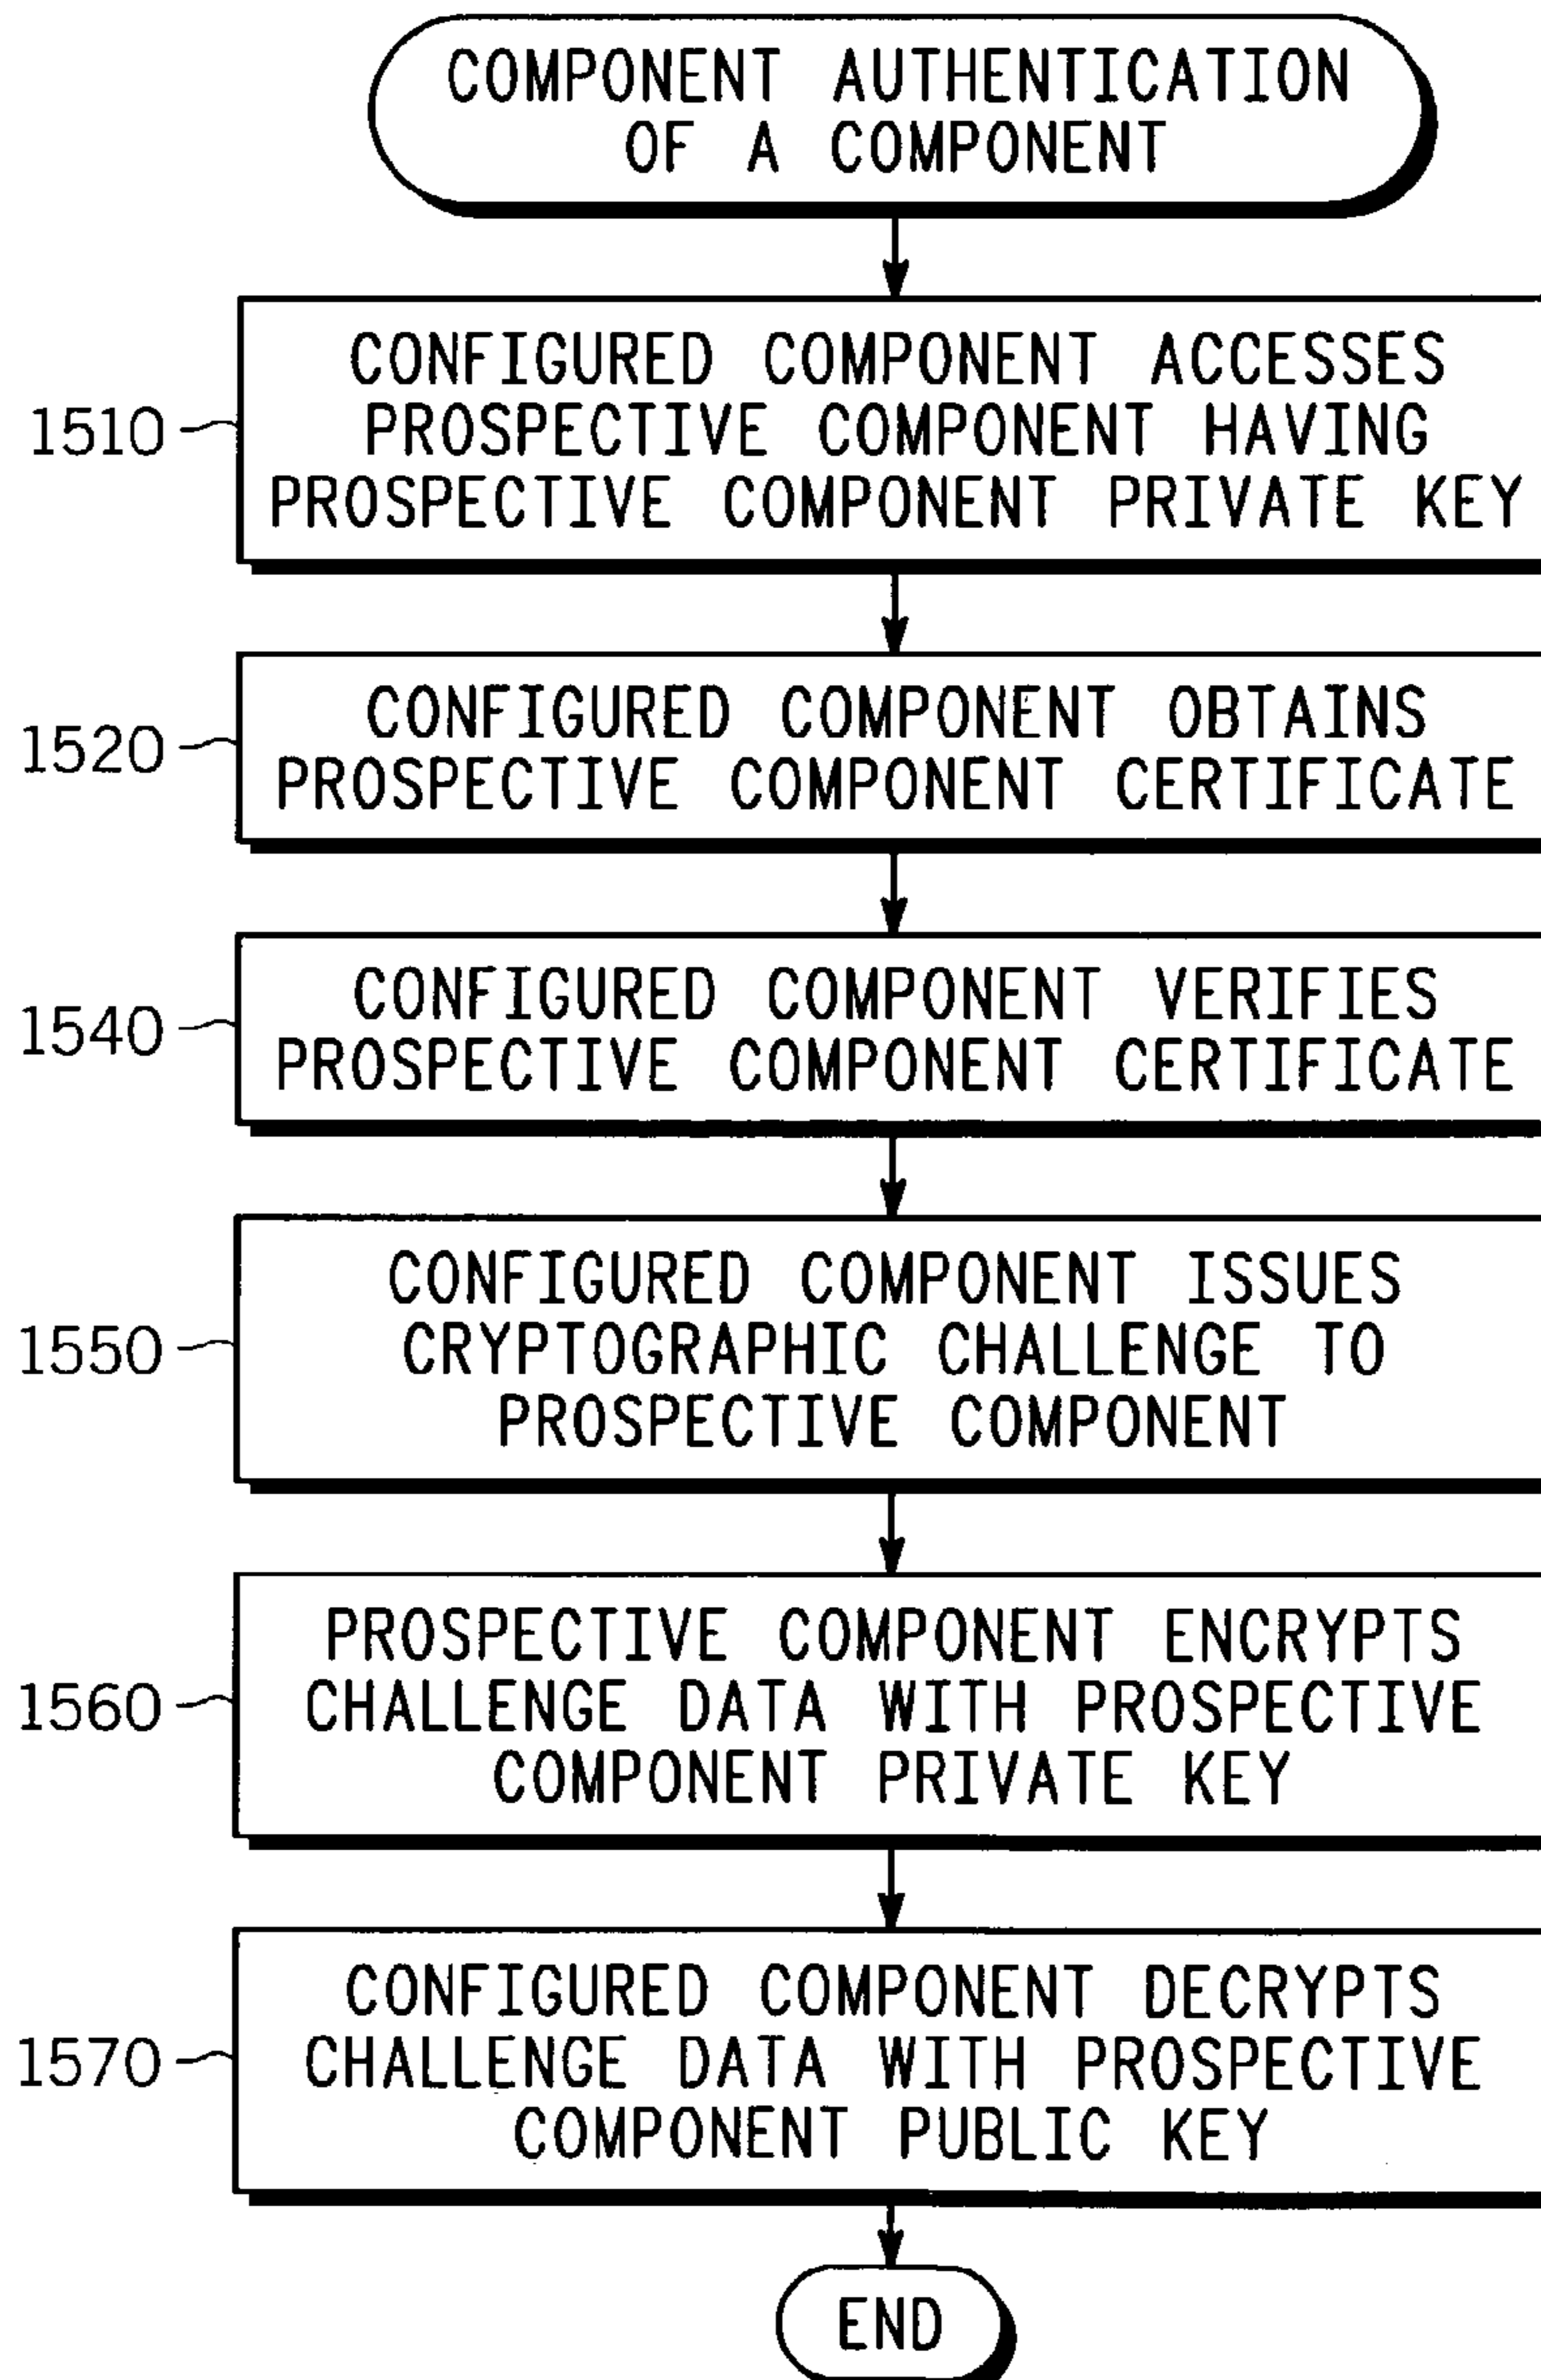 COMPONENT AUTHENTICATION
OF A COMPONENT
CONFIGURED COMPONENT ACCESSES
1510
PROSPECTIVE COMPONENT HAVING
PROSPECTIVE COMPONENT PRIVATE KEY
CONFIGURED COMPONENT OBTAINS
1520
PROSPECTIVE COMPONENT CERTIFICATE
CONFIGURED COMPONENT VERIFIES
1540
PROSPECTIVE COMPONENT CERTIFICATE
CONFIGURED COMPONENT ISSUES
1550
CRYPTOGRAPHIC CHALLENGE TO
PROSPECTIVE COMPONENT
PROSPECTIVE COMPONENT ENCRYPTS
1560
CHALLENGE DATA WITH PROSPECTIVE
COMPONENT PRIVATE KEY
CONFIGURED COMPONENT DECRYPTS
1570
CHALLENGE DATA WITH PROSPECTIVE
COMPONENT PUBLIC KEY
END